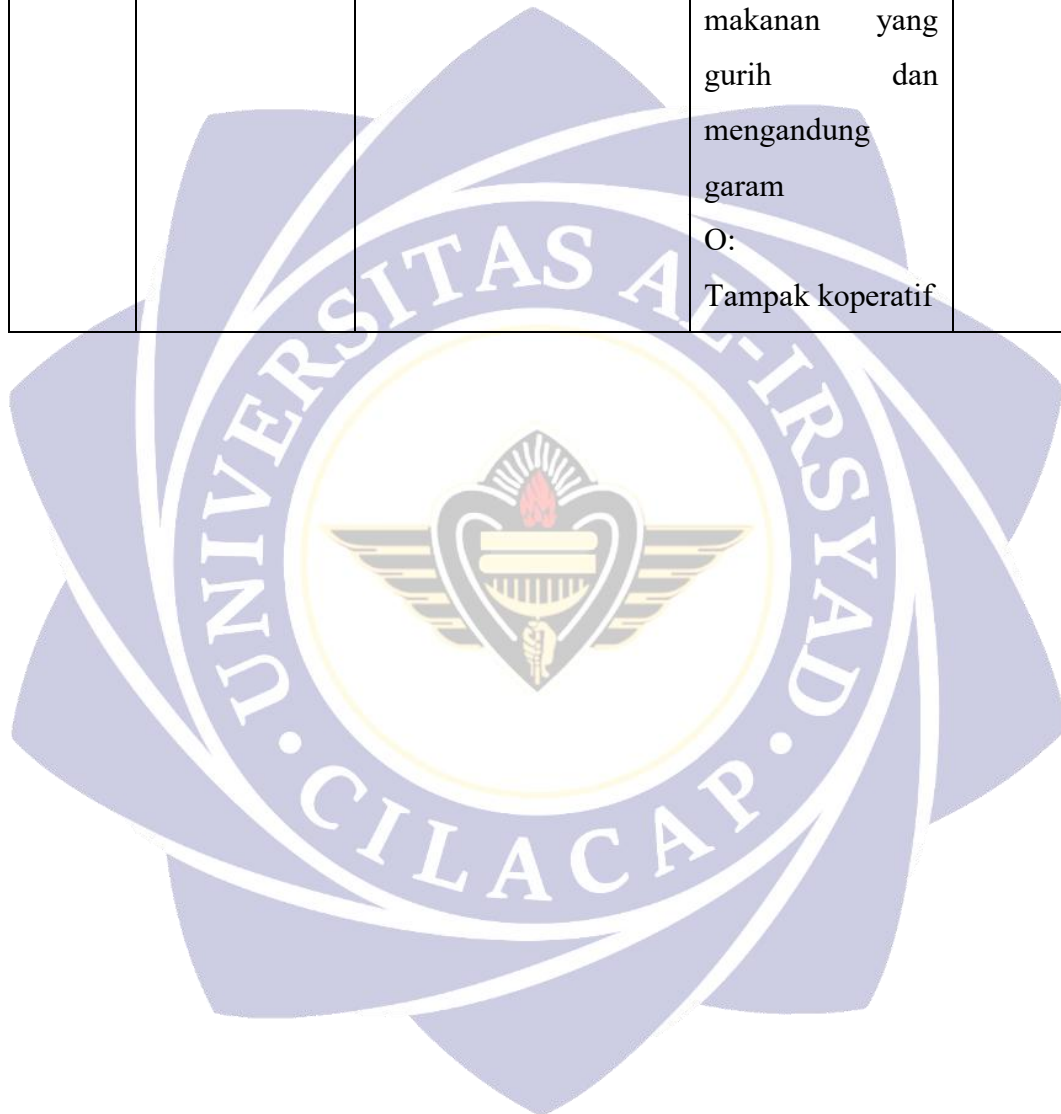 makanan yang
gurih dan
mengandung
garam
O:
Tampak koperatif
UNIVERSITAS AL-IRSYAD
CILACAP